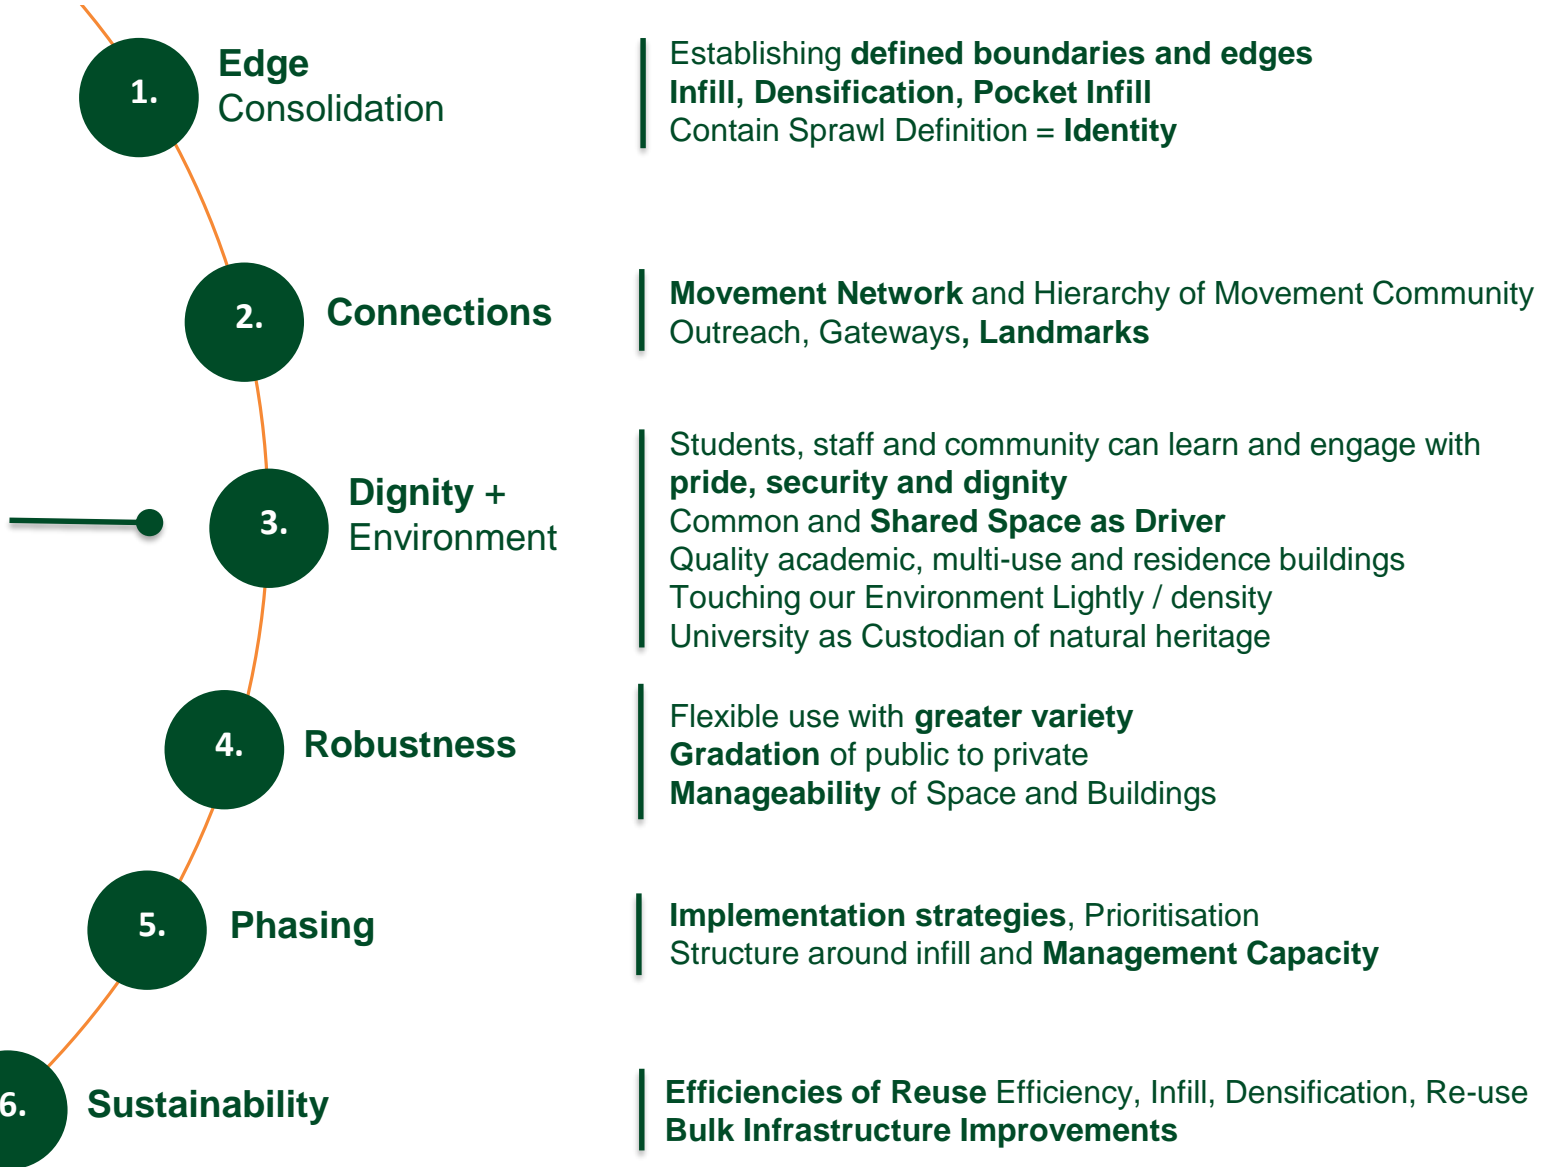 1.
Edge
Consolidation
Establishing defined boundaries and edges
Infill, Densification, Pocket Infill
Contain Sprawl Definition = Identity
2.
Connections
Movement Network and Hierarchy of Movement Community
Outreach, Gateways, Landmarks
3.
Dignity +
Environment
Students, staff and community can learn and engage with
pride, security and dignity
Common and Shared Space as Driver
Quality academic, multi-use and residence buildings
Touching our Environment Lightly / density
University as Custodian of natural heritage
4.
Robustness
Flexible use with greater variety
Gradation of public to private
Manageability of Space and Buildings
5.
Phasing
Implementation strategies, Prioritisation
Structure around infill and Management Capacity
6.
Sustainability
Efficiencies of Reuse Efficiency, Infill, Densification, Re-use
Bulk Infrastructure Improvements